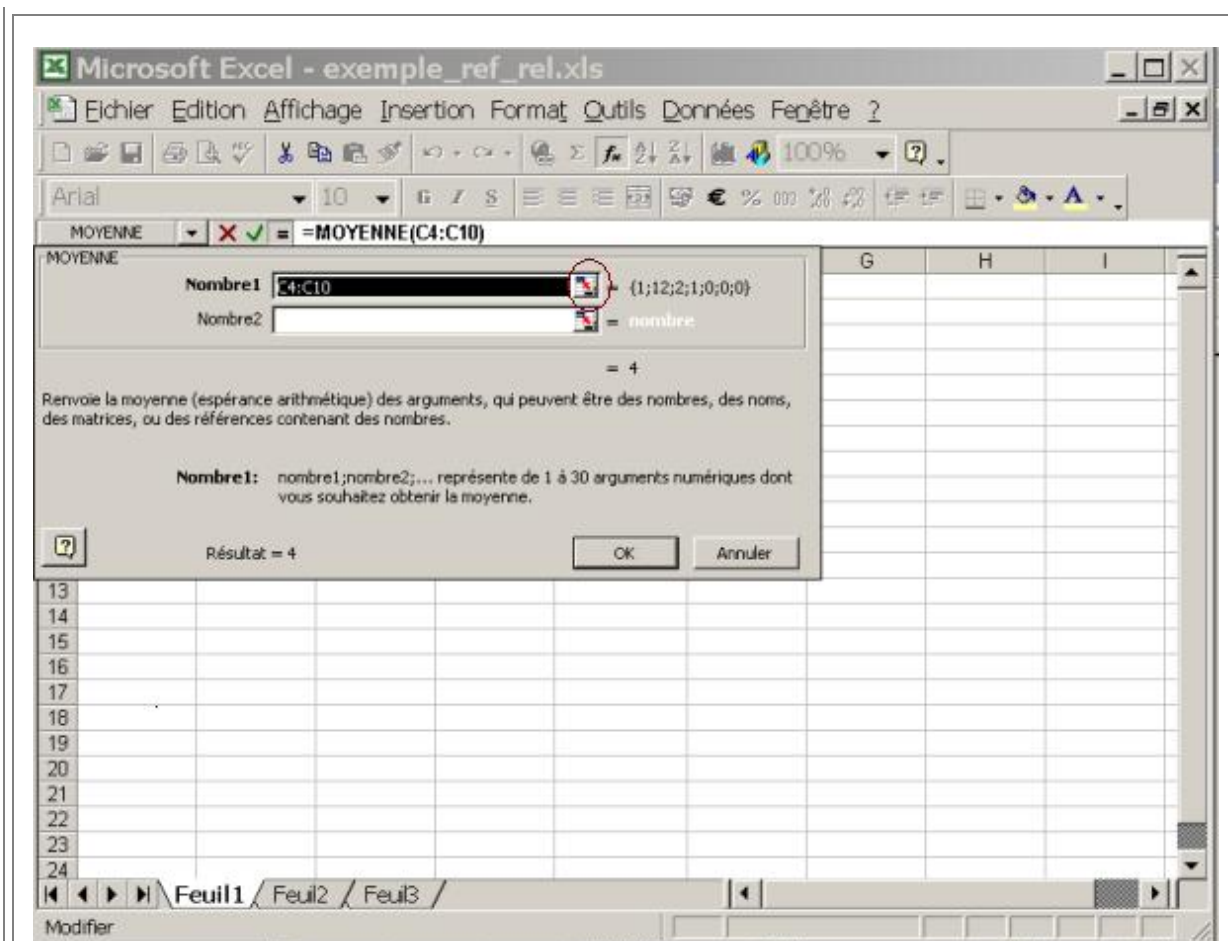 Microsoft Excel - exemple_ref_rel.xls
Fichier Edition Affichage Insertion Format Outils Données Fenêtre ?
100%
Arial 10 G I S € % 000
MOYENNE =MOYENNE(C4:C10)
MOYENNE
G H I
Nombre1 C4:C10 = {1;12;2;1;0;0;0}
Nombre2 = nombre
= 4
Renvoie la moyenne (espérance arithmétique) des arguments, qui peuvent être des nombres, des noms,
des matrices, ou des références contenant des nombres.
Nombre1: nombre1;nombre2;... représente de 1 à 30 arguments numériques dont
vous souhaitez obtenir la moyenne.
Résultat = 4 OK Annuler
13
14
15
16
17
18
19
20
21
22
23
24
Feuil1 Feuil2 Feuil3
Modifier